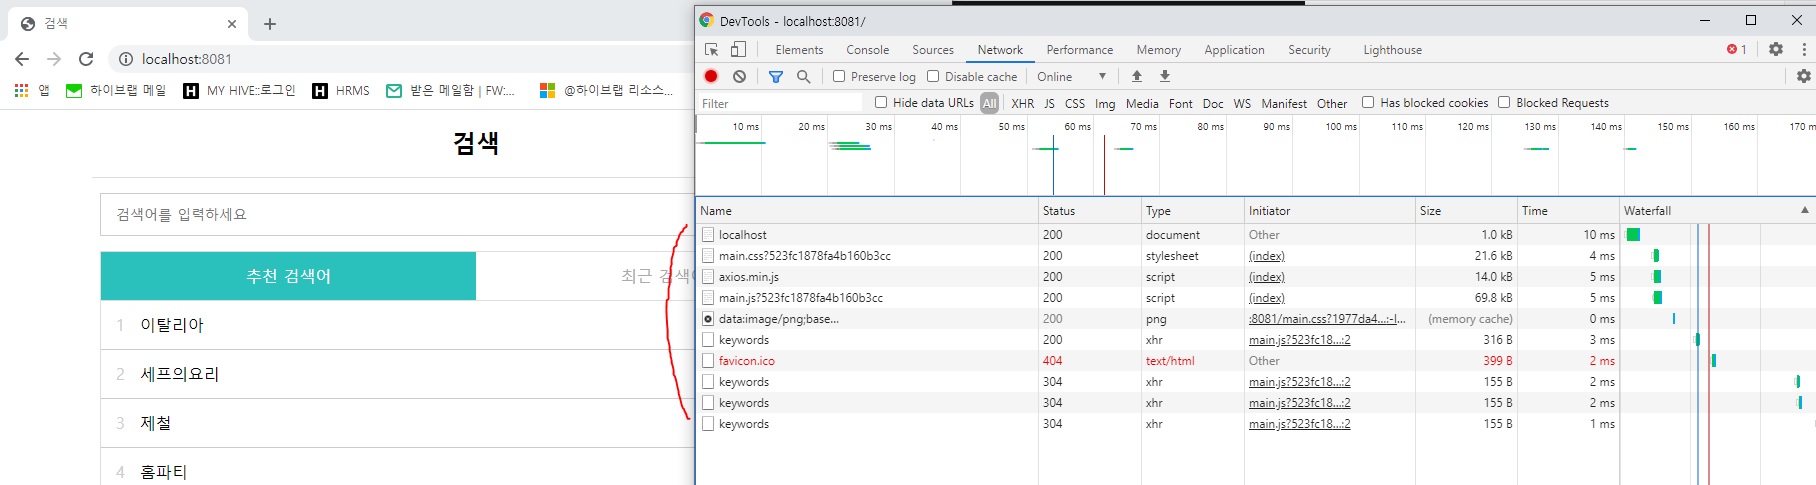 검색
localhost:8081
앱 하이브랩 메일 MY HIVE::로그인 HRMS 받은 메일함 | FW:... @하이브랩 리소스...
검색
검색어를 입력하세요
추천 검색어 최근 검색어
1 이탈리아
2 세프의요리
3 제철
4 홈파티
DevTools - localhost:8081/
Elements Console Sources Network Performance Memory Application Security Lighthouse 1
Preserve log Disable cache Online
Filter Hide data URLs All XHR JS CSS Img Media Font Doc WS Manifest Other Has blocked cookies Blocked Requests
10 ms 20 ms 30 ms 40 ms 50 ms 60 ms 70 ms 80 ms 90 ms 100 ms 110 ms 120 ms 130 ms 140 ms 150 ms 160 ms 170 m
Name Status Type Initiator Size Time Waterfall
localhost 200 document Other 1.0 kB 10 ms
main.css?523fc1878fa4b160b3cc 200 stylesheet (index) 21.6 kB 4 ms
axios.min.js 200 script (index) 14.0 kB 5 ms
main.js?523fc1878fa4b160b3cc 200 script (index) 69.8 kB 5 ms
data:image/png;base... 200 png :8081/main.css?1977da4...:-I... (memory cache) 0 ms
keywords 200 xhr main.js?523fc18...:2 316 B 3 ms
favicon.ico 404 text/html Other 399 B 2 ms
keywords 304 xhr main.js?523fc18...:2 155 B 2 ms
keywords 304 xhr main.js?523fc18...:2 155 B 2 ms
keywords 304 xhr main.js?523fc18...:2 155 B 1 ms